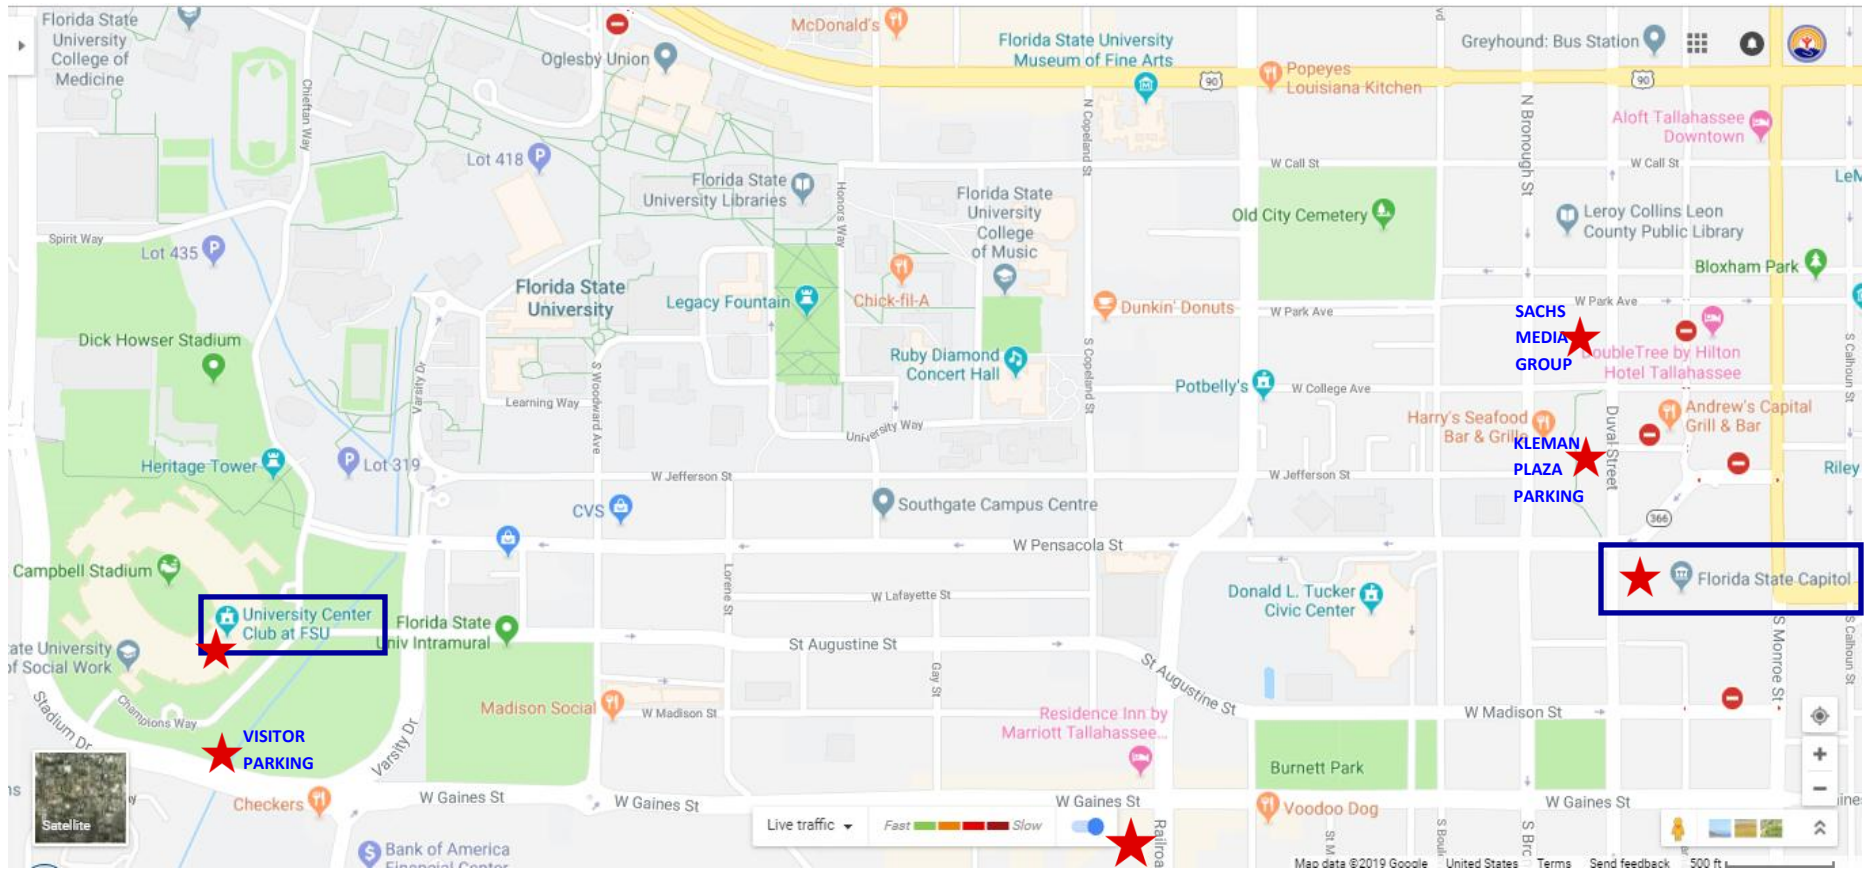 Florida State
University
College of
Medicine
Oglesby Union
McDonald's
Florida State University
Museum of Fine Arts
90
Popeyes
Louisiana Kitchen
Greyhound: Bus Station
90
Chieftan Way
N Copeland St
N Bronough St
Aloft Tallahassee
Downtown
Lot 418
W Call St
W Call St
Florida State
University Libraries
Honors Way
Florida State
University
College
of Music
Old City Cemetery
Leroy Collins Leon
County Public Library
Spirit Way
Lot 435
Bloxham Park
Florida State
University
Legacy Fountain
Chick-fil-A
Dunkin' Donuts
W Park Ave
W Park Ave
SACHS
MEDIA
GROUP
DoubleTree by Hilton
Hotel Tallahassee
Dick Howser Stadium
Varsity Dr
S Woodward Ave
Ruby Diamond
Concert Hall
S Copeland St
S Calhoun St
Potbelly's
W College Ave
Learning Way
University Way
Harry's Seafood
Bar & Grille
Duval Street
Andrew's Capital
Grill & Bar
KLEMAN
PLAZA
PARKING
Heritage Tower
Lot 319
W Jefferson St
W Jefferson St
Riley
CVS
Southgate Campus Centre
366
W Pensacola St
Campbell Stadium
Lorene St
W Lafayette St
Donald L. Tucker
Civic Center
Florida State Capitol
University Center
Club at FSU
Florida State
Univ Intramural
St Augustine St
St Augustine St
S Monroe St
S Calhoun St
ate University
of Social Work
Gay St
Champions Way
Stadium Dr
Madison Social
W Madison St
Residence Inn by
Marriott Tallahassee...
W Madison St
VISITOR
PARKING
Varsity Dr
Burnett Park
Checkers
W Gaines St
W Gaines St
W Gaines St
Voodoo Dog
W Gaines St
Satellite
Live traffic
Fast
Slow
Railroa
Bank of America
Financial Center
Map data ©2019 Google
United States
Terms
Send feedback
500 ft